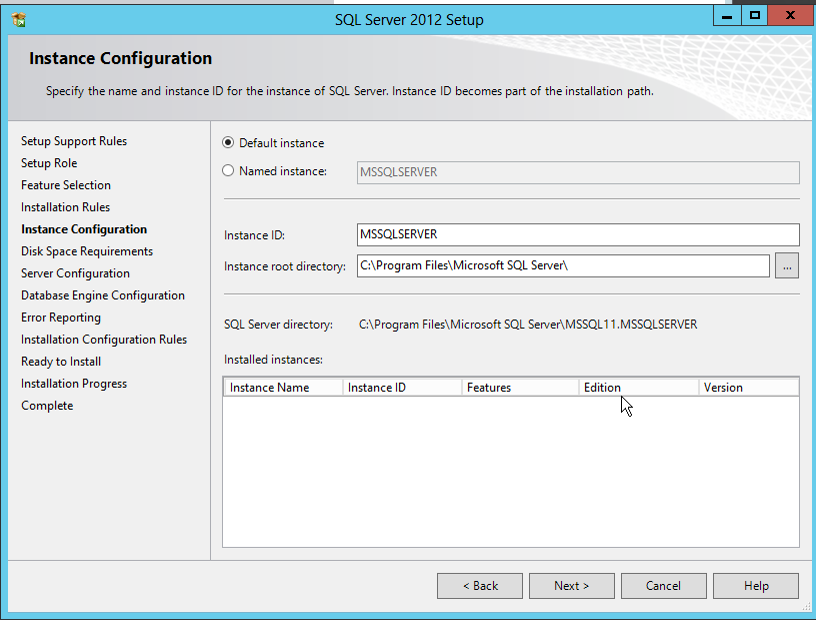 SQL Server 2012 Setup
Instance Configuration
Specify the name and instance ID for the instance of SQL Server. Instance ID becomes part of the installation path.
Setup Support Rules
Setup Role
Feature Selection
Installation Rules
Instance Configuration
Disk Space Requirements
Server Configuration
Database Engine Configuration
Error Reporting
Installation Configuration Rules
Ready to Install
Installation Progress
Complete
Default instance
Named instance: MSSQLSERVER
Instance ID: MSSQLSERVER
Instance root directory: C:\Program Files\Microsoft SQL Server\ ...
SQL Server directory: C:\Program Files\Microsoft SQL Server\MSSQL11.MSSQLSERVER
Installed instances:
Instance Name Instance ID Features Edition Version
< Back Next > Cancel Help